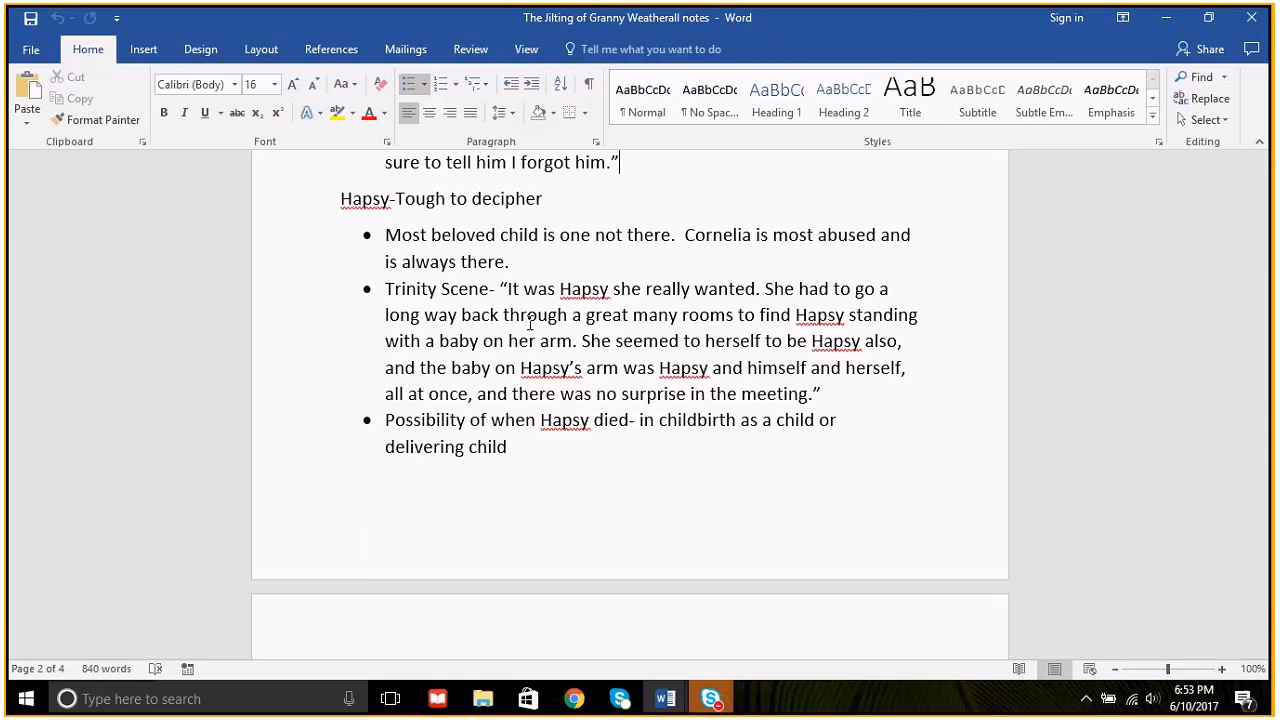 The Jilting of Granny Weatherall notes - Word
Sign in
File Home Insert Design Layout References Mailings Review View Tell me what you want to do Share
Paste
Cut
Copy
Format Painter
Calibri (Body) 16
AaBbCcDc AaBbCcDc AaBbCc AaBbCc AaB AaBbCcD AaBbCcDc AaBbCcDc
¶ Normal ¶ No Spac... Heading 1 Heading 2 Title Subtitle Subtle Em... Emphasis
Find
Replace
Select
Clipboard Font Paragraph Styles Editing
sure to tell him I forgot him.”
Hapsy-Tough to decipher
• Most beloved child is one not there.  Cornelia is most abused and
is always there.
• Trinity Scene- “It was Hapsy she really wanted. She had to go a
long way back through a great many rooms to find Hapsy standing
with a baby on her arm. She seemed to herself to be Hapsy also,
and the baby on Hapsy’s arm was Hapsy and himself and herself,
all at once, and there was no surprise in the meeting.”
• Possibility of when Hapsy died- in childbirth as a child or
delivering child
Page 2 of 4 840 words 100%
Type here to search
6:53 PM
6/10/2017
7